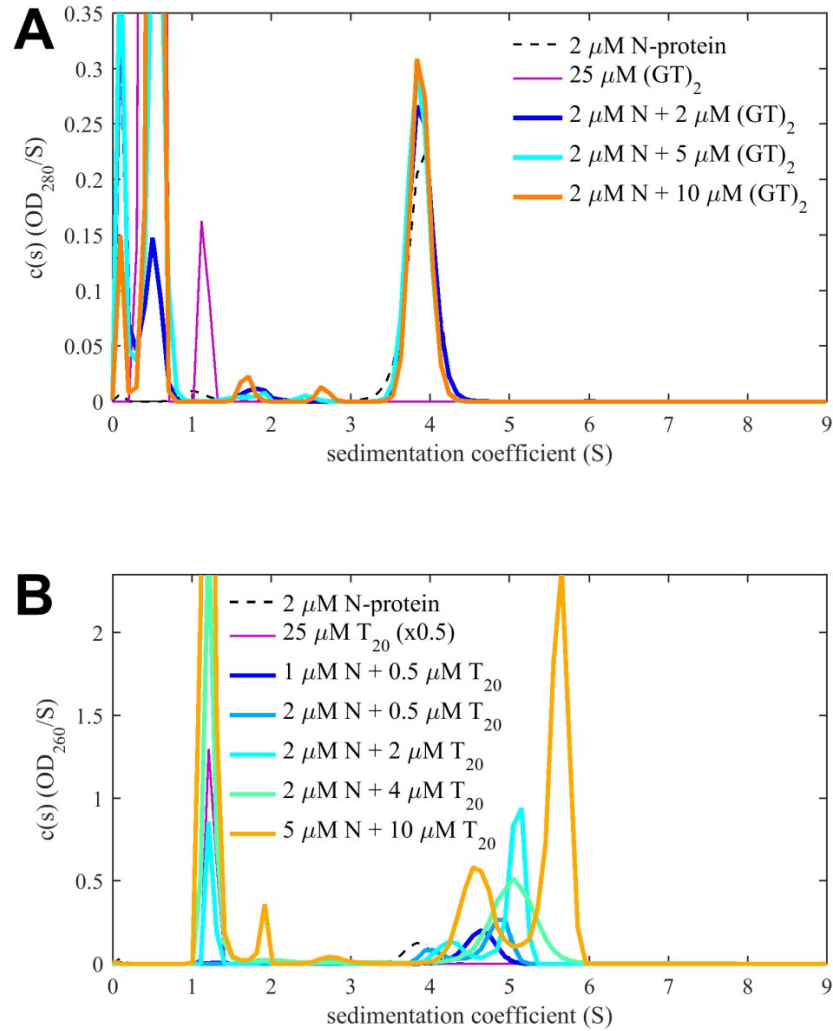 A
0.35
0.3
0.25
0.2
0.15
0.1
0.05
0
c(s) (OD280/S)
2 μM N-protein
25 μM (GT)2
2 μM N + 2 μM (GT)2
2 μM N + 5 μM (GT)2
2 μM N + 10 μM (GT)2
0 1 2 3 4 5 6 7 8 9
sedimentation coefficient (S)
B
2
1.5
1
0.5
0
c(s) (OD260/S)
2 μM N-protein
25 μM T20 (x0.5)
1 μM N + 0.5 μM T20
2 μM N + 0.5 μM T20
2 μM N + 2 μM T20
2 μM N + 4 μM T20
5 μM N + 10 μM T20
0 1 2 3 4 5 6 7 8 9
sedimentation coefficient (S)